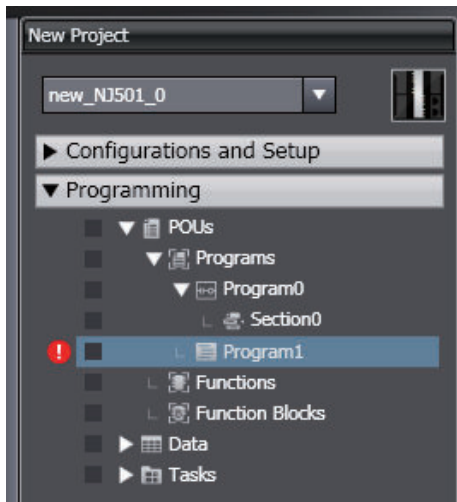 New Project
new_NJ501_0
Configurations and Setup
Programming
POUs
Programs
Program0
Section0
Program1
Functions
Function Blocks
Data
Tasks